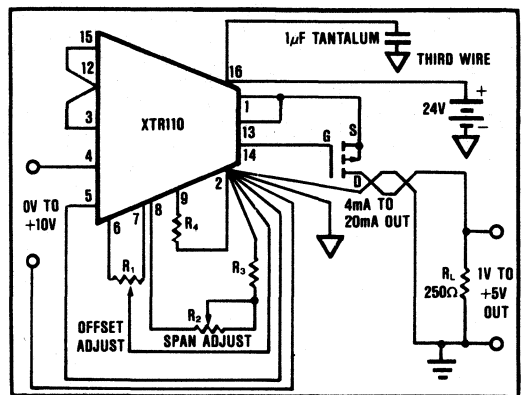 15
12
3
4
5
XTR110
16
1
13
14
2
1μF TANTALUM
THIRD WIRE
24V
+
−
G
S
D
4mA TO
20mA OUT
0V TO
+10V
6
7
8
9
R1
R4
R3
R2
OFFSET
ADJUST
SPAN ADJUST
RL
250Ω
1V TO
+5V
OUT